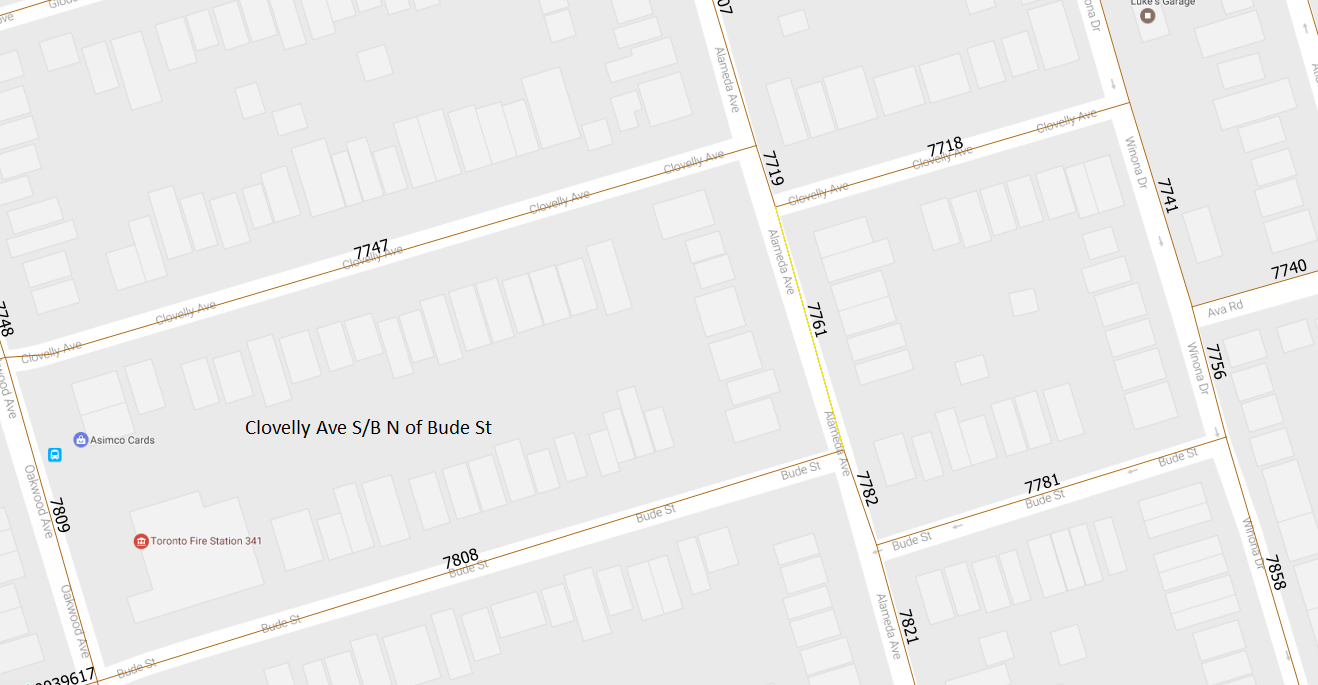 07
Luke's Garage
Alameda Ave
Clovelly Ave
7718
Clovelly Ave
Clovelly Ave
7719
Clovelly Ave
Winona Dr
7741
Clovelly Ave
7747
Clovelly Ave
Alameda Ave
7740
Ava Rd
7748
Clovelly Ave
Clovelly Ave
7761
7756
Winona Dr
Clovelly Ave S/B N of Bude St
Asimco Cards
Alameda Ave
Bude St
Bude St
7782
7781
Bude St
Oakwood Ave
7809
Toronto Fire Station 341
Bude St
Bude St
Winona Dr
7808
Bude St
7858
Oakwood Ave
Bude St
Alameda Ave
7821
Bude St
039617